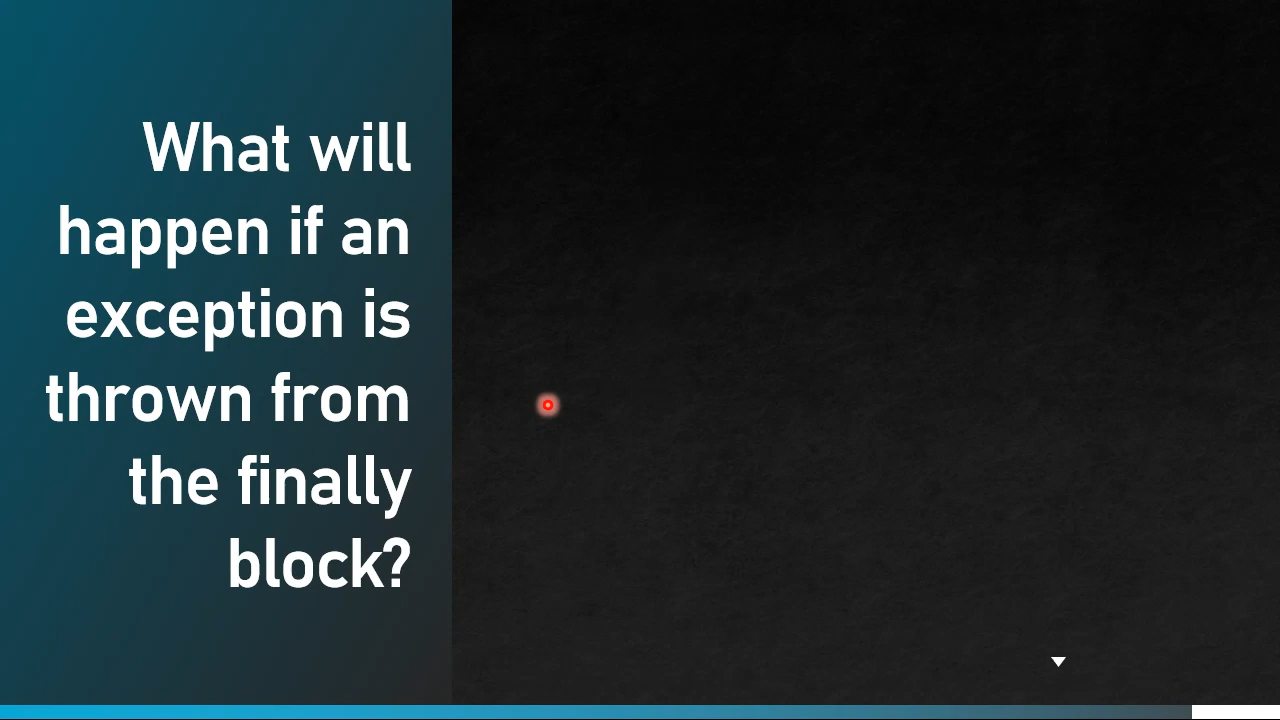 What will
happen if an
exception is
thrown from
the finally
block?